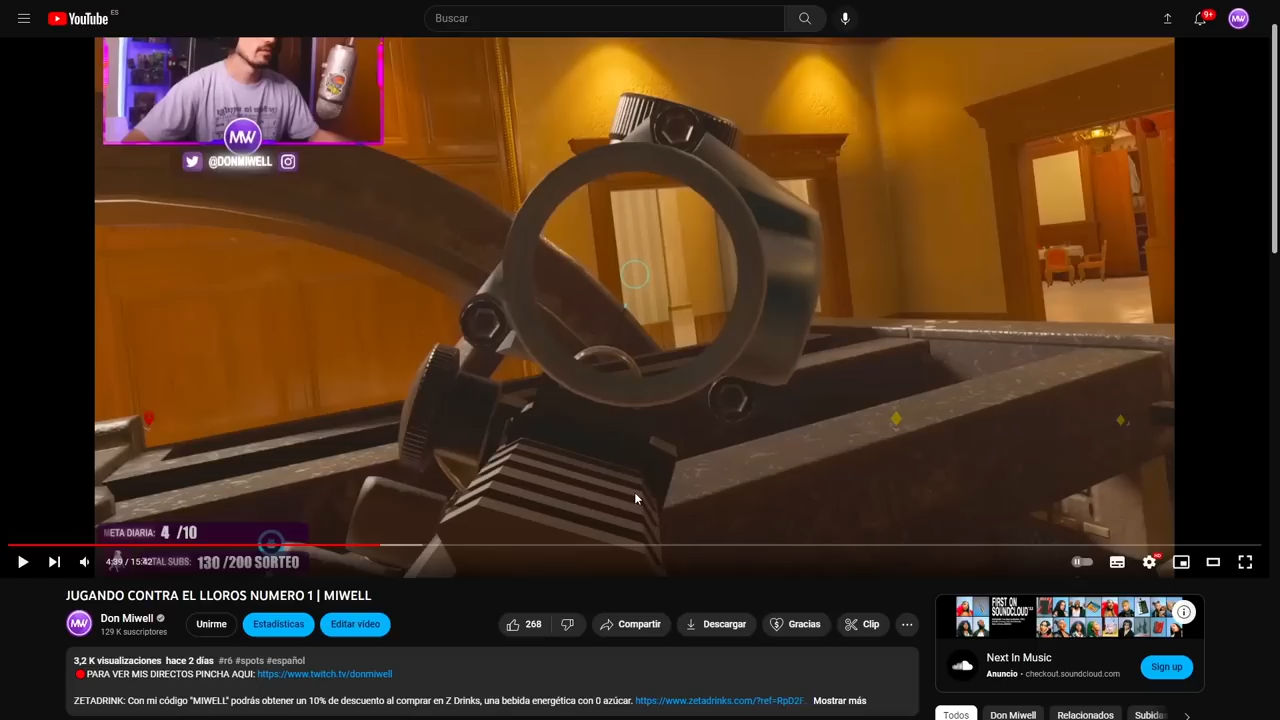 YouTube ES
Buscar
9+
MW
MW
@DONMIWELL
META DIARIA: 4 /10
TOTAL SUBS: 130 /200 SORTEO
4:39 / 15:42
HD
JUGANDO CONTRA EL LLOROS NUMERO 1 | MIWELL
MW
Don Miwell
129 K suscriptores
Unirme
Estadísticas
Editar vídeo
268
Compartir
Descargar
Gracias
Clip
3,2 K visualizaciones hace 2 días #r6 #spots #español
PARA VER MIS DIRECTOS PINCHA AQUI: https://www.twitch.tv/donmiwell
ZETADRINK: Con mi código "MIWELL" podrás obtener un 10% de descuento al comprar en Z Drinks, una bebida energética con 0 azúcar. https://www.zetadrinks.com/?ref=RpD2F
Mostrar más
FIRST ON
SOUNDCLOUD
Next In Music
Anuncio • checkout.soundcloud.com
Sign up
Todos
Don Miwell
Relacionados
Subida